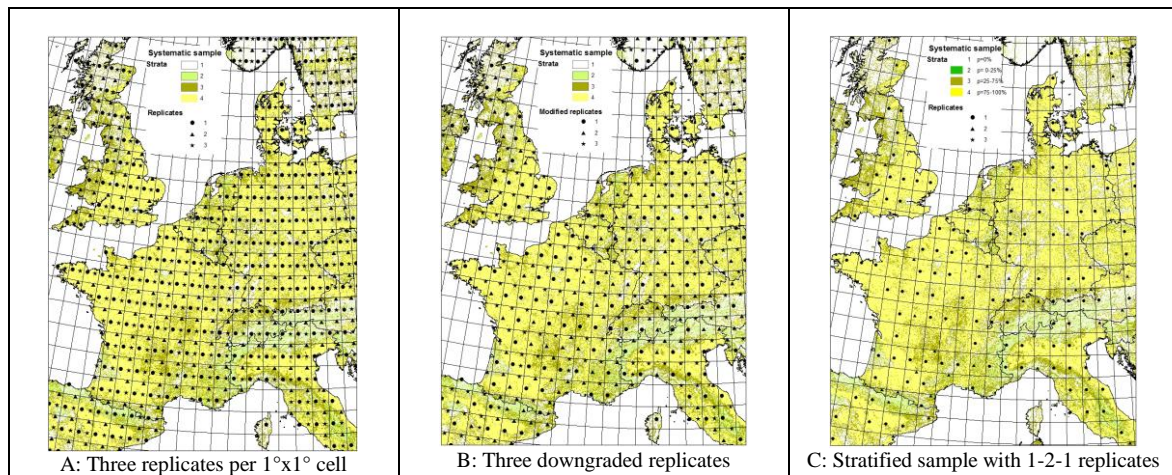 Systematic sample
Strata
1
2
3
4
Replicates
1
2
3
A: Three replicates per 1°x1° cell
Systematic sample
Strata
1
2
3
4
Modified replicates
1
2
3
B: Three downgraded replicates
Systematic sample
Strata
1 p=0%
2 p= 0-25%
3 p=25-75%
4 p=75-100%
Replicates
1
2
3
C: Stratified sample with 1-2-1 replicates